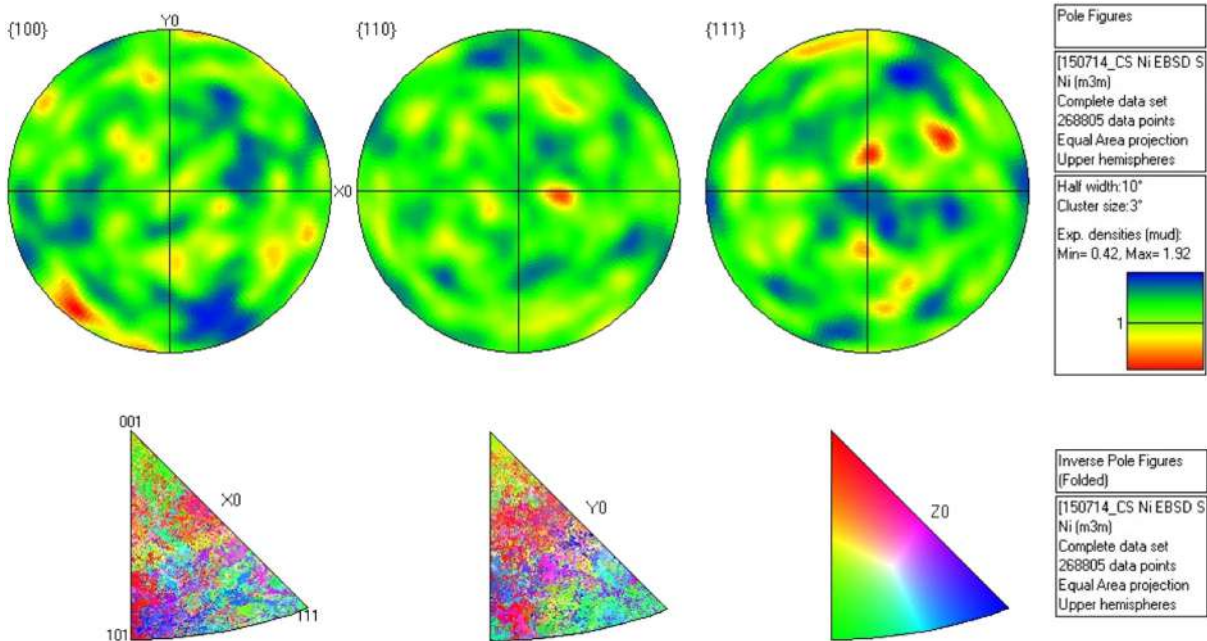 {100}
Y0
{110}
{111}
X0
Pole Figures
[150714_CS Ni EBSD S
Ni (m3m)
Complete data set
268805 data points
Equal Area projection
Upper hemispheres
Half width:10°
Cluster size:3°
Exp. densities (mud):
Min= 0.42, Max= 1.92
1
001
X0
101
111
Y0
Z0
Inverse Pole Figures
(Folded)
[150714_CS Ni EBSD S
Ni (m3m)
Complete data set
268805 data points
Equal Area projection
Upper hemispheres